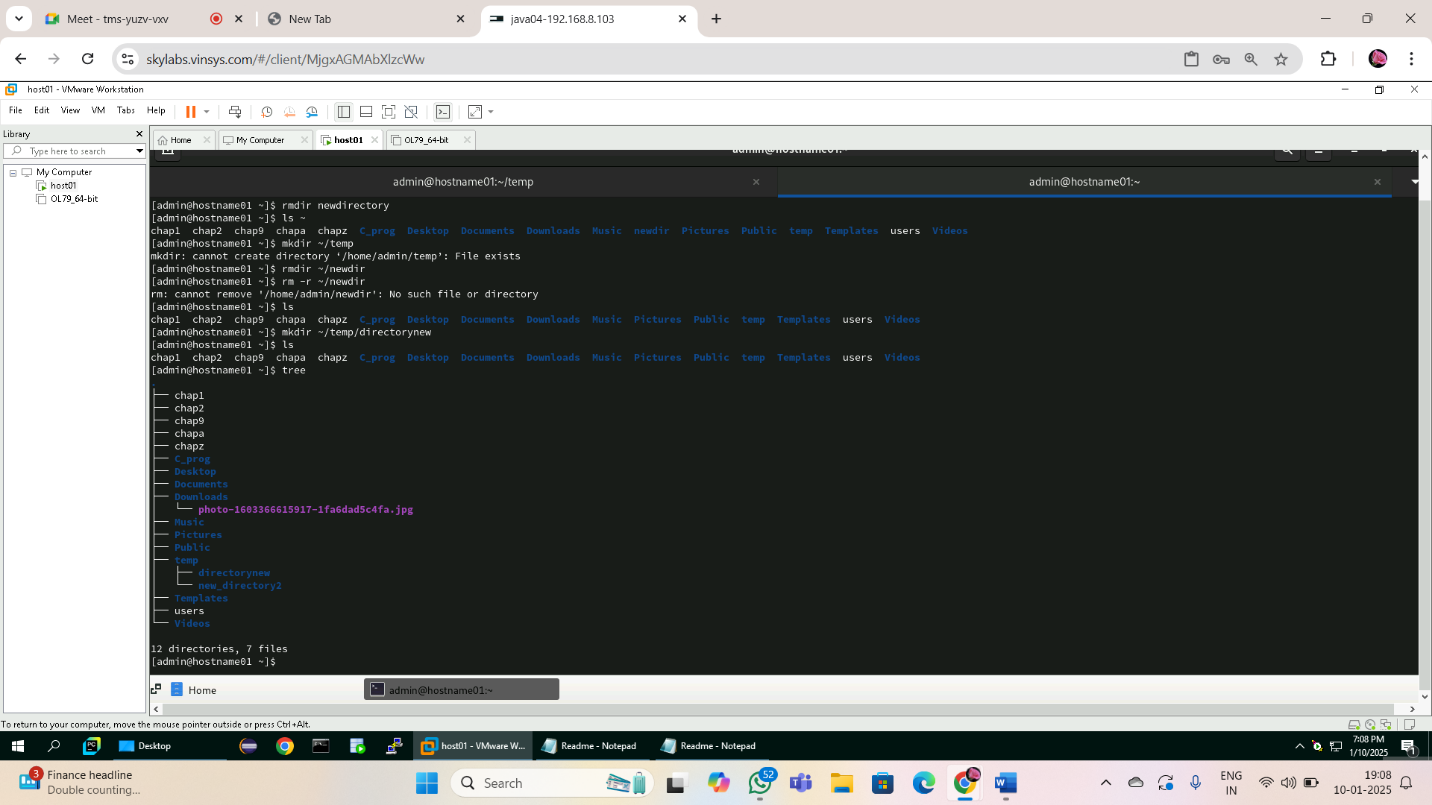 Meet - tms-yuzv-vxv
New Tab
java04-192.168.8.103
skylabs.vinsys.com/#/client/MjgxAGMAbXlzcWw
host01 - VMware Workstation
File Edit View VM Tabs Help
Library
Home My Computer host01 OL79_64-bit
Type here to search
My Computer
host01
OL79_64-bit
admin@hostname01:~/temp
admin@hostname01:~
[admin@hostname01 ~]$ rmdir newdirectory
[admin@hostname01 ~]$ ls ~
chap1 chap2 chap9 chapa chapz C_prog Desktop Documents Downloads Music newdir Pictures Public temp Templates users Videos
[admin@hostname01 ~]$ mkdir ~/temp
mkdir: cannot create directory ‘/home/admin/temp’: File exists
[admin@hostname01 ~]$ rmdir ~/newdir
[admin@hostname01 ~]$ rm -r ~/newdir
rm: cannot remove '/home/admin/newdir': No such file or directory
[admin@hostname01 ~]$ ls
chap1 chap2 chap9 chapa chapz C_prog Desktop Documents Downloads Music Pictures Public temp Templates users Videos
[admin@hostname01 ~]$ mkdir ~/temp/directorynew
[admin@hostname01 ~]$ ls
chap1 chap2 chap9 chapa chapz C_prog Desktop Documents Downloads Music Pictures Public temp Templates users Videos
[admin@hostname01 ~]$ tree
.
├── chap1
├── chap2
├── chap9
├── chapa
├── chapz
├── C_prog
├── Desktop
├── Documents
├── Downloads
│   └── photo-1603366615917-1fa6dad5c4fa.jpg
├── Music
├── Pictures
├── Public
├── temp
│   ├── directorynew
│   └── new_directory2
├── Templates
├── users
└── Videos
12 directories, 7 files
[admin@hostname01 ~]$
Home
admin@hostname01:~
To return to your computer, move the mouse pointer outside or press Ctrl+Alt.
Desktop
host01 - VMware W...
Readme - Notepad
Readme - Notepad
7:08 PM
1/10/2025
1
3
Finance headline
Double counting...
Search
52
ENG
IN
19:08
10-01-2025